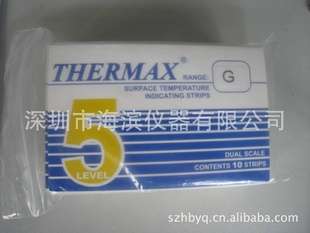 THERMAX®
RANGE: G
SURFACE TEMPERATURE
INDICATING STRIPS
深圳市海滨仪器有限公司
5
LEVEL
DUAL SCALE
CONTENTS 10 STRIPS
szhbyq.cn.alibaba.com